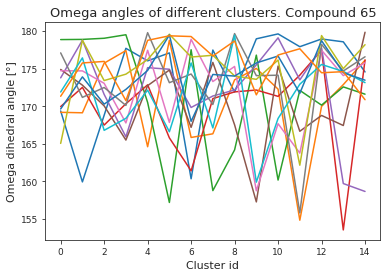 Omega angles of different clusters. Compound 65
Omega dlhedral angle [°]
180
175
170
165
160
155
0 2 4 6 8 10 12 14
Cluster id